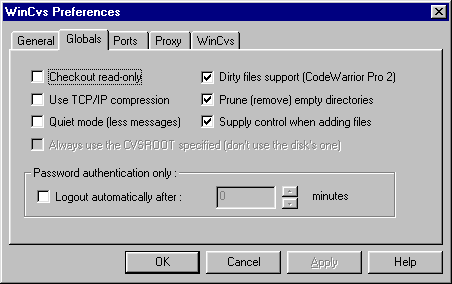 WinCvs Preferences
General Globals Ports Proxy WinCvs
Checkout read-only Dirty files support (CodeWarrior Pro 2)
Use TCP/IP compression Prune (remove) empty directories
Quiet mode (less messages) Supply control when adding files
Always use the CVSROOT specified (don't use the disk's one)
Password authentication only :
Logout automatically after : 0 minutes
OK Cancel Apply Help